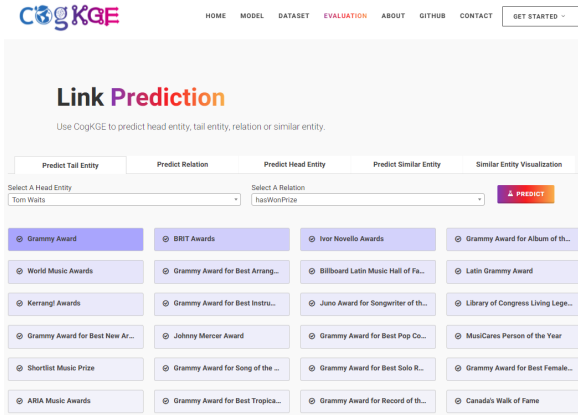 CogKGE
HOME MODEL DATASET EVALUATION ABOUT GITHUB CONTACT GET STARTED
Link Prediction
Use CogKGE to predict head entity, tail entity, relation or similar entity.
Predict Tail Entity Predict Relation Predict Head Entity Predict Similar Entity Similar Entity Visualization
Select A Head Entity Select A Relation
Tom Waits hasWonPrize PREDICT
Grammy Award BRIT Awards Ivor Novello Awards Grammy Award for Album of th...
World Music Awards Grammy Award for Best Arrang... Billboard Latin Music Hall of Fa... Latin Grammy Award
Kerrang! Awards Grammy Award for Best Instru... Juno Award for Songwriter of th... Library of Congress Living Lege...
Grammy Award for Best New Ar... Johnny Mercer Award Grammy Award for Best Pop Co... MusiCares Person of the Year
Shortlist Music Prize Grammy Award for Song of the ... Grammy Award for Best Solo R... Grammy Award for Best Female...
ARIA Music Awards Grammy Award for Best Tropica... Grammy Award for Record of th... Canada's Walk of Fame